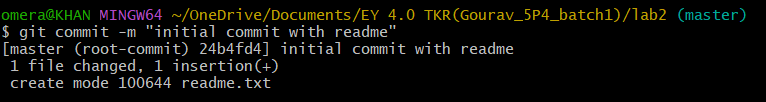 omera@KHAN MINGW64 ~/OneDrive/Documents/EY 4.0 TKR(Gourav_5P4_batch1)/lab2 (master)
$ git commit -m "initial commit with readme"
[master (root-commit) 24b4fd4] initial commit with readme
 1 file changed, 1 insertion(+)
 create mode 100644 readme.txt